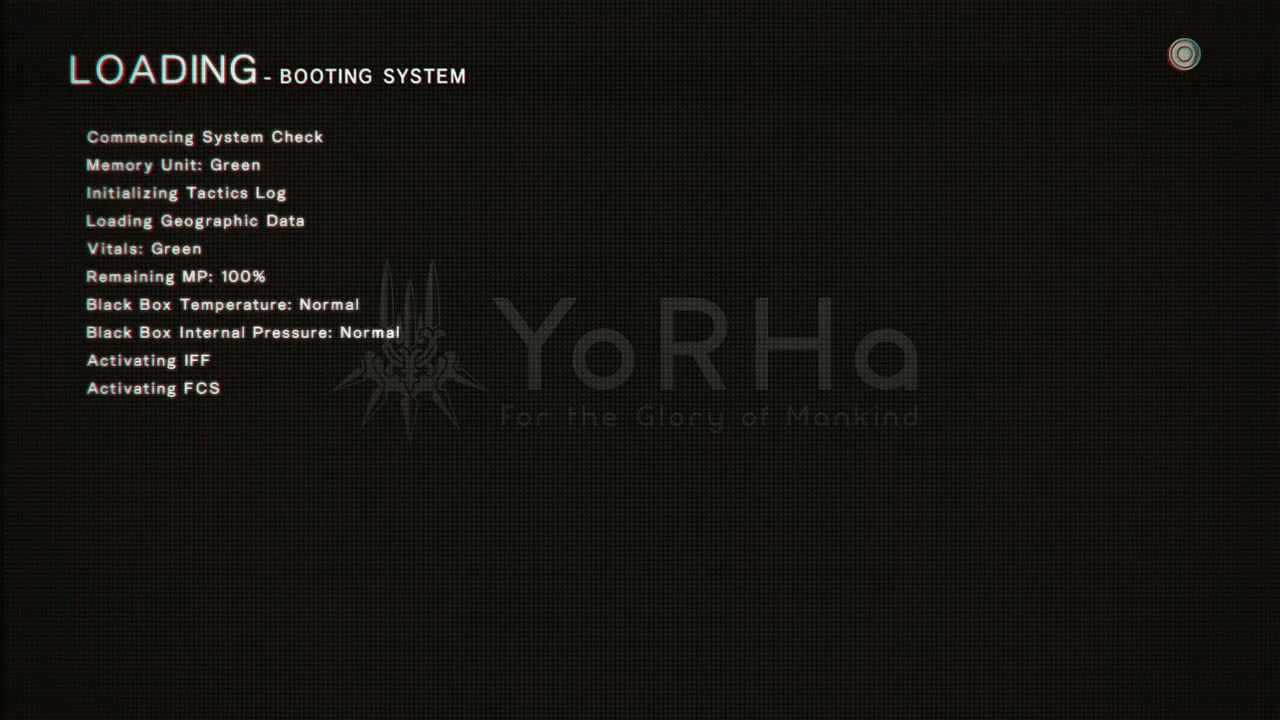 LOADING - BOOTING SYSTEM
Commencing System Check
Memory Unit: Green
Initializing Tactics Log
Loading Geographic Data
Vitals: Green
Remaining MP: 100%
Black Box Temperature: Normal
Black Box Internal Pressure: Normal
Activating IFF
Activating FCS
YoRHa
For the Glory of Mankind